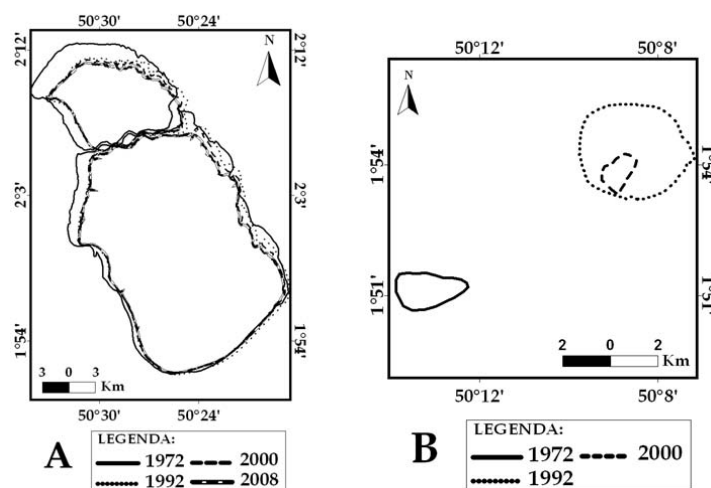 50°30' 50°24'
2°12' 2°12'
N
2°3' 2°3'
1°54' 1°54'
3 0 3
Km
50°30' 50°24'
A
LEGENDA:
1972 2000
1992 2008
50°12' 50°8'
N
1°54' 1°54'
1°51' 1°51'
2 0 2
Km
50°12' 50°8'
B
LEGENDA:
1972 2000
1992